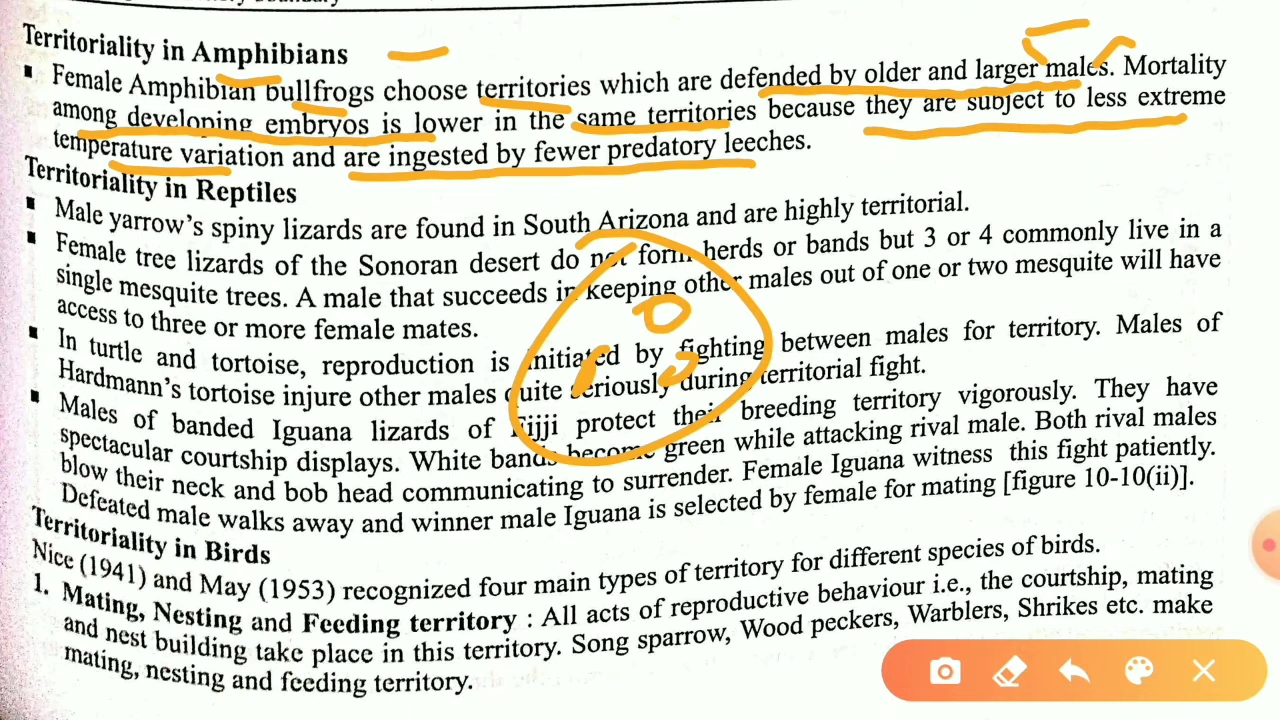 Territoriality in Amphibians
▪ Female Amphibian bullfrogs choose territories which are defended by older and larger males. Mortality
among developing embryos is lower in the same territories because they are subject to less extreme
temperature variation and are ingested by fewer predatory leeches.
Territoriality in Reptiles
▪ Male yarrow's spiny lizards are found in South Arizona and are highly territorial.
▪ Female tree lizards of the Sonoran desert do not form herds or bands but 3 or 4 commonly live in a
single mesquite trees. A male that succeeds in keeping other males out of one or two mesquite will have
access to three or more female mates.
▪ In turtle and tortoise, reproduction is initiated by fighting between males for territory. Males of
Hardmann's tortoise injure other males quite seriously during territorial fight.
▪ Males of banded Iguana lizards of Fijji protect their breeding territory vigorously. They have
spectacular courtship displays. White bands become green while attacking rival male. Both rival males
blow their neck and bob head communicating to surrender. Female Iguana witness this fight patiently.
Defeated male walks away and winner male Iguana is selected by female for mating [figure 10-10(ii)].
Territoriality in Birds
Nice (1941) and May (1953) recognized four main types of territory for different species of birds.
1. Mating, Nesting and Feeding territory : All acts of reproductive behaviour i.e., the courtship, mating
and nest building take place in this territory. Song sparrow, Wood peckers, Warblers, Shrikes etc. make
mating, nesting and feeding territory.